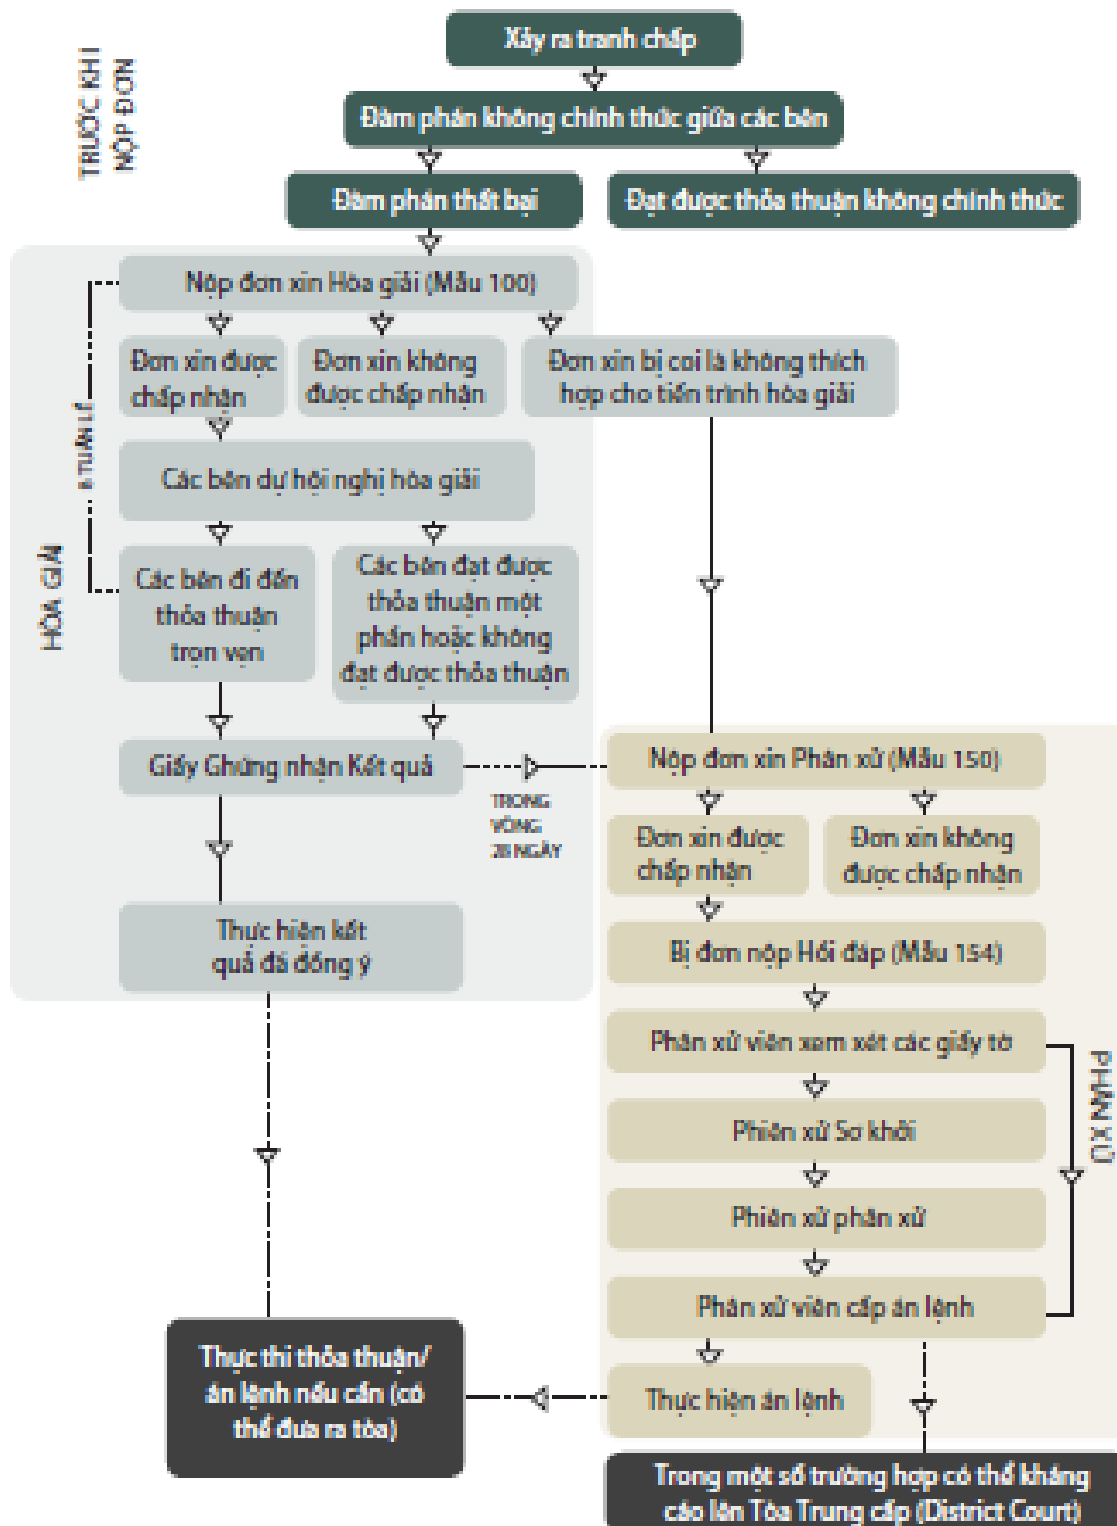 TRƯỚC KHI
NỘP ĐƠN
Xảy ra tranh chấp
Đàm phán không chính thức giữa các bên
Đàm phán thất bại
Đạt được thỏa thuận không chính thức
HÒA GIẢI
6 TUẦN LỄ
Nộp đơn xin Hòa giải (Mẫu 100)
Đơn xin được
chấp nhận
Đơn xin không
được chấp nhận
Đơn xin bị coi là không thích
hợp cho tiến trình hòa giải
Các bên dự hội nghị hòa giải
Các bên đi đến
thỏa thuận
trọn vẹn
Các bên đạt được
thỏa thuận một
phần hoặc không
đạt được thỏa thuận
Giấy Ghứng nhận Kết quả
TRONG
VÒNG
28 NGÀY
Thực hiện kết
quả đã đồng ý
Nộp đơn xin Phân xử (Mẫu 150)
Đơn xin được
chấp nhận
Đơn xin không
được chấp nhận
Bị đơn nộp Hồi đáp (Mẫu 154)
Phân xử viên xem xét các giấy tờ
PHÂN XỬ
Phiên xử Sơ khởi
Phiên xử phân xử
Phân xử viên cấp án lệnh
Thực hiện án lệnh
Thực thi thỏa thuận/
án lệnh nếu cần (có
thể đưa ra tòa)
Trong một số trường hợp có thể kháng
cáo lên Tòa Trung cấp (District Court)